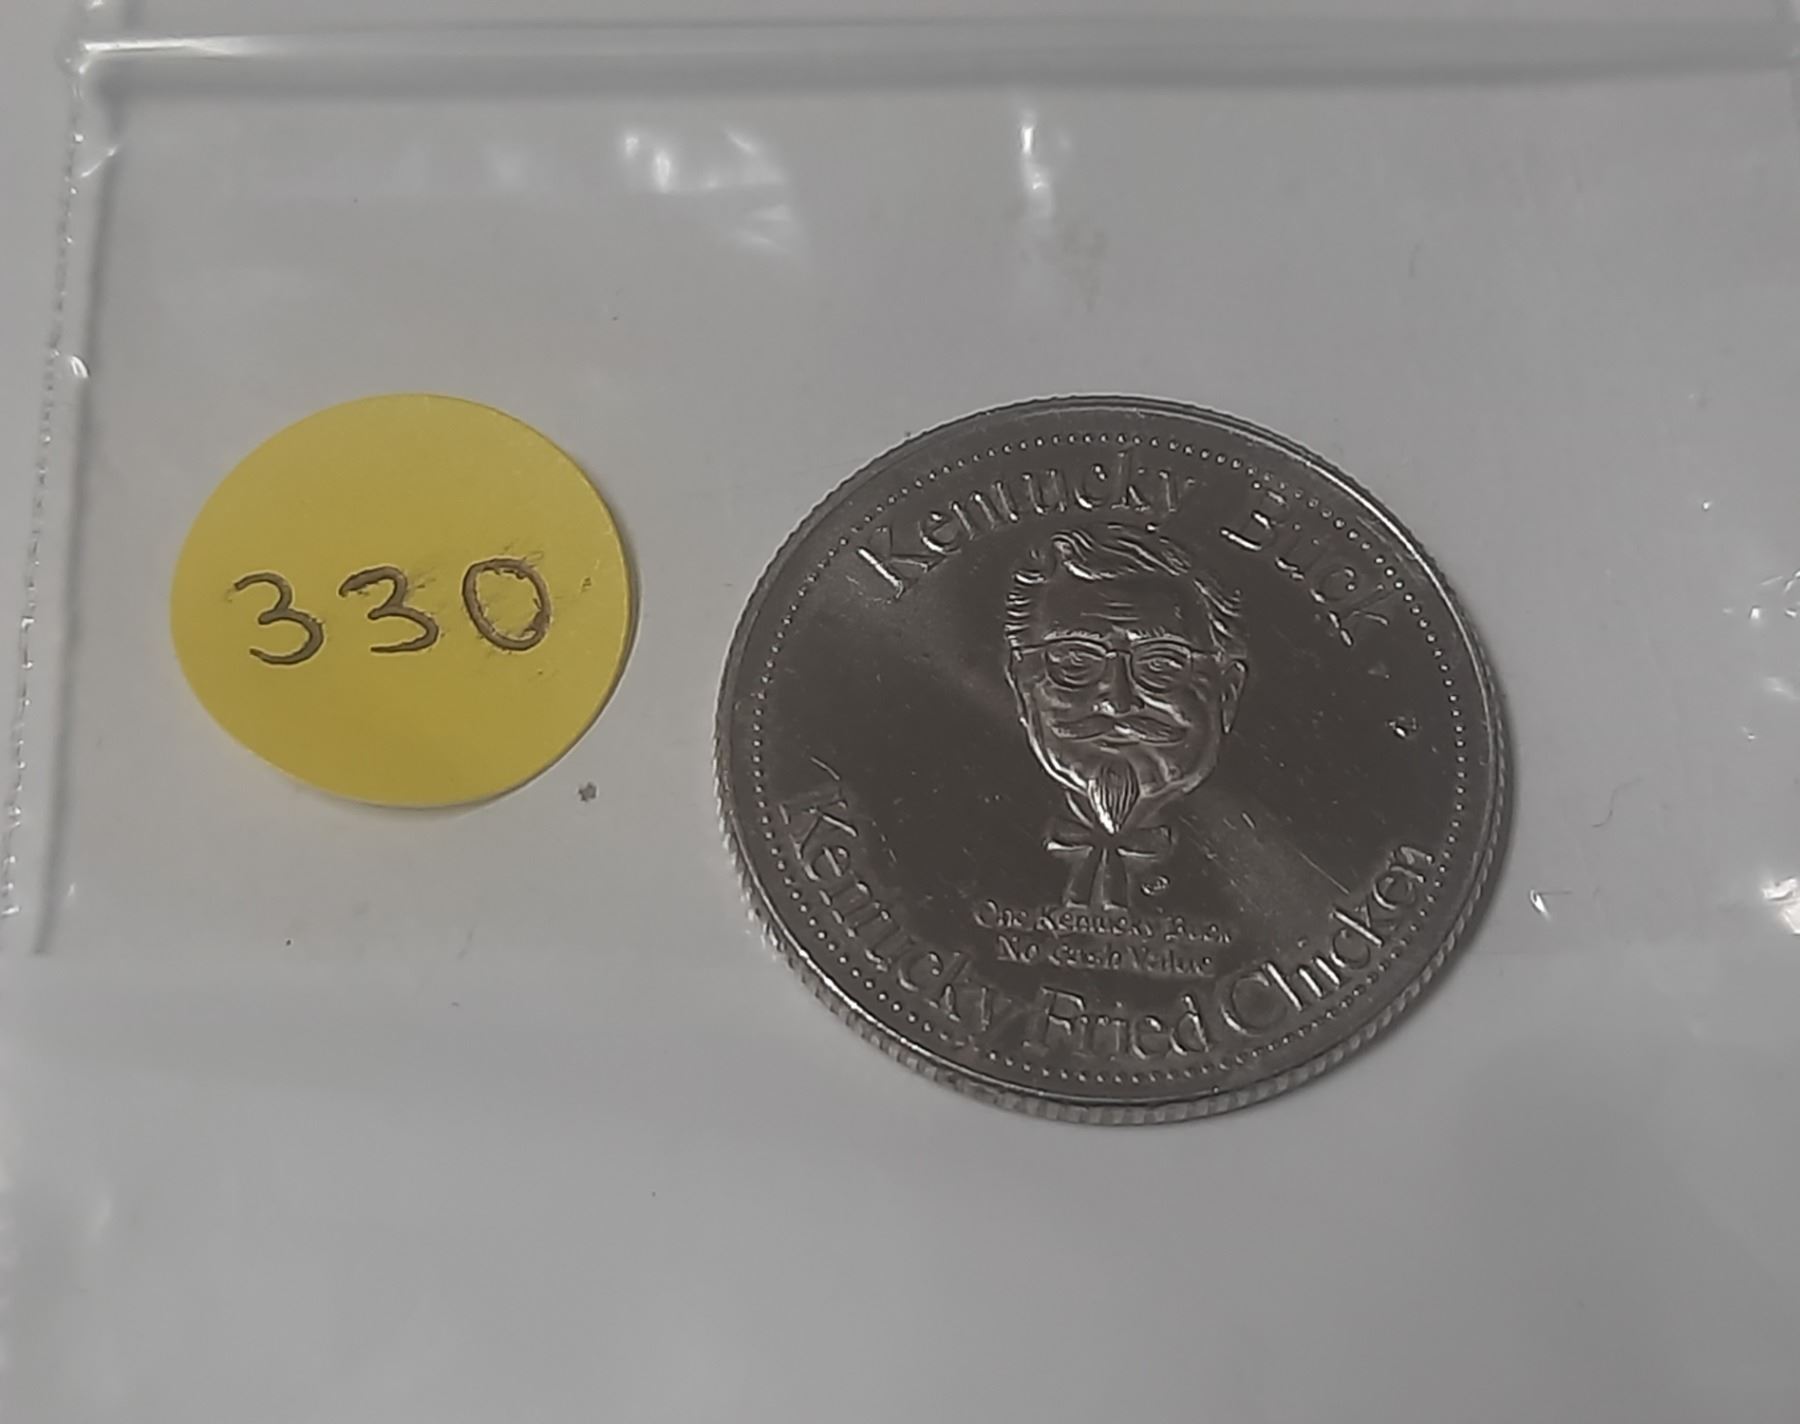 330
Kentucky Buck
One Kentucky Buck
No Cash Value
Kentucky Fried Chicken